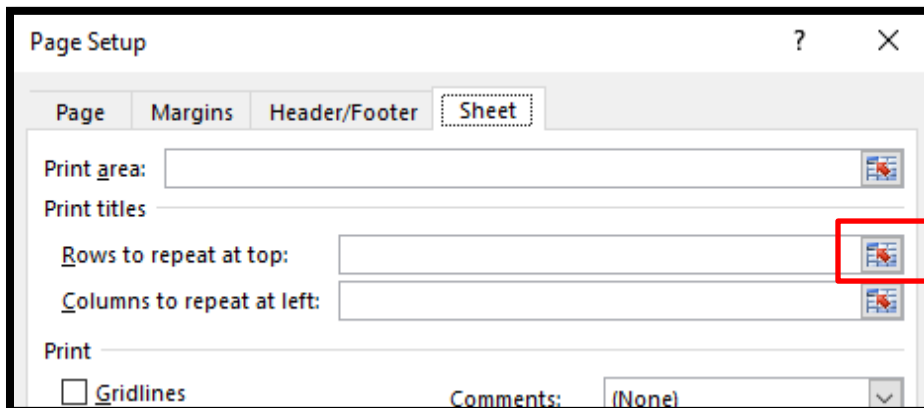 Page Setup ?
Page Margins Header/Footer Sheet
Print area:
Print titles
Rows to repeat at top:
Columns to repeat at left:
Print
Gridlines Comments: (None)